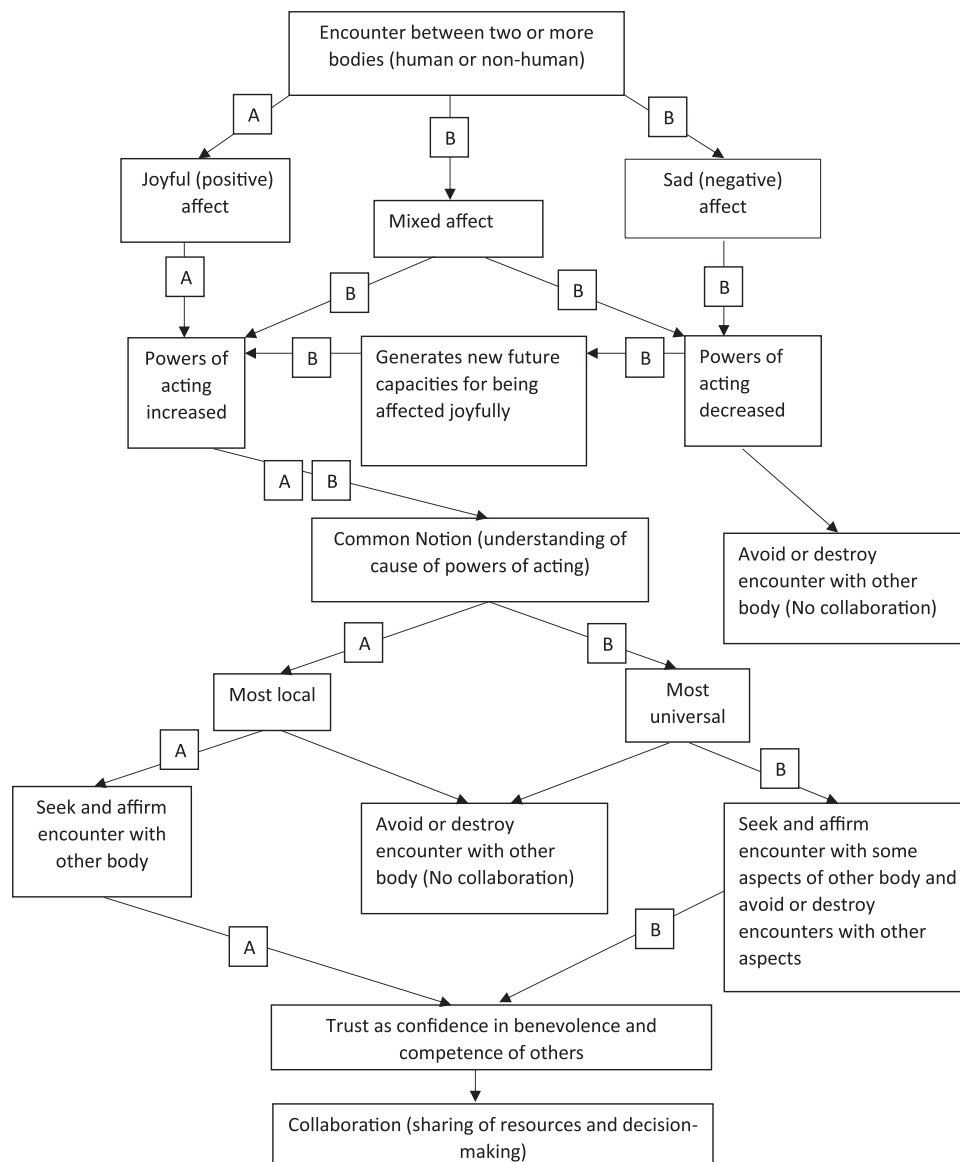 Encounter between two or more
bodies (human or non-human)
A
B
B
Joyful (positive)
affect
Mixed affect
Sad (negative)
affect
A
B
B
B
Powers of
acting
increased
B
Generates new future
capacities for being
affected joyfully
B
Powers of
acting
decreased
A
B
Common Notion (understanding of
cause of powers of acting)
Avoid or destroy
encounter with other
body (No collaboration)
A
B
Most local
Most
universal
A
B
Seek and affirm
encounter with
other body
Avoid or destroy
encounter with other
body (No collaboration)
Seek and affirm
encounter with some
aspects of other body and
avoid or destroy
encounters with other
aspects
A
B
Trust as confidence in benevolence and
competence of others
Collaboration (sharing of resources and decision-
making)